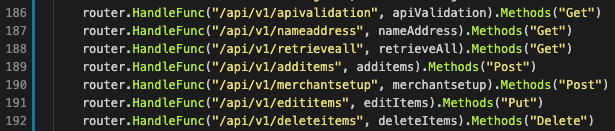 186 router.HandleFunc("/api/v1/apivalidation", apiValidation).Methods("Get")
187 router.HandleFunc("/api/v1/nameaddress", nameAddress).Methods("Get")
188 router.HandleFunc("/api/v1/retrieveall", retrieveAll).Methods("Get")
189 router.HandleFunc("/api/v1/additems", additems).Methods("Post")
190 router.HandleFunc("/api/v1/merchantsetup", merchantsetup).Methods("Post")
191 router.HandleFunc("/api/v1/edititems", editItems).Methods("Put")
192 router.HandleFunc("/api/v1/deleteitems", deleteItems).Methods("Delete")